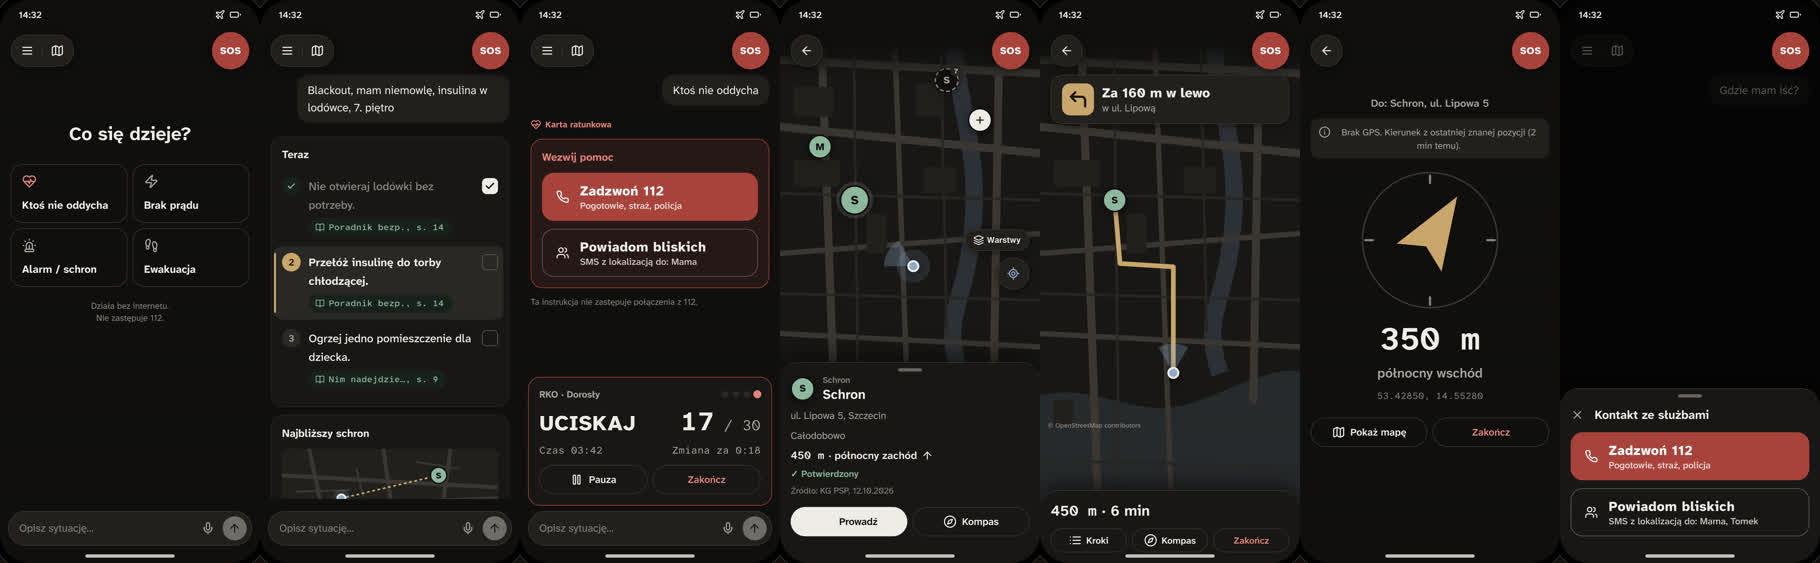 14:32
SOS
Co się dzieje?
Ktoś nie oddycha
Brak prądu
Alarm / schron
Ewakuacja
Działa bez internetu.
Nie zastępuje 112.
Opisz sytuację...
14:32
SOS
Blackout, mam niemowlę, insulina w
lodówce, 7. piętro
Teraz
Nie otwieraj lodówki bez
potrzeby.
Poradnik bezp., s. 14
2
Przełóż insulinę do torby
chłodzącej.
Poradnik bezp., s. 14
3
Ogrzej jedno pomieszczenie dla
dziecka.
Nim nadejdzie…, s. 9
Najbliższy schron
S
Opisz sytuację...
14:32
SOS
Ktoś nie oddycha
Karta ratunkowa
Wezwij pomoc
Zadzwoń 112
Pogotowie, straż, policja
Powiadom bliskich
SMS z lokalizacją do: Mama
Ta instrukcja nie zastępuje połączenia z 112.
RKO · Dorosły
UCISKAJ
17 / 30
Czas 03:42
Zmiana za 0:18
Pauza
Zakończ
Opisz sytuację...
14:32
SOS
S
?
M
S
Warstwy
S
Schron
Schron
ul. Lipowa 5, Szczecin
Całodobowo
450 m · północny zachód ↑
✓ Potwierdzony
Źródło: KG PSP, 12.10.2026
Prowadź
Kompas
14:32
SOS
Za 160 m w lewo
w ul. Lipową
S
© OpenStreetMap contributors
450 m · 6 min
Kroki
Kompas
Zakończ
14:32
SOS
Do: Schron, ul. Lipowa 5
Brak GPS. Kierunek z ostatniej znanej pozycji (2
min temu).
350 m
północny wschód
53.42850, 14.55280
Pokaż mapę
Zakończ
14:32
SOS
Gdzie mam iść?
Kontakt ze służbami
Zadzwoń 112
Pogotowie, straż, policja
Powiadom bliskich
SMS z lokalizacją do: Mama, Tomek